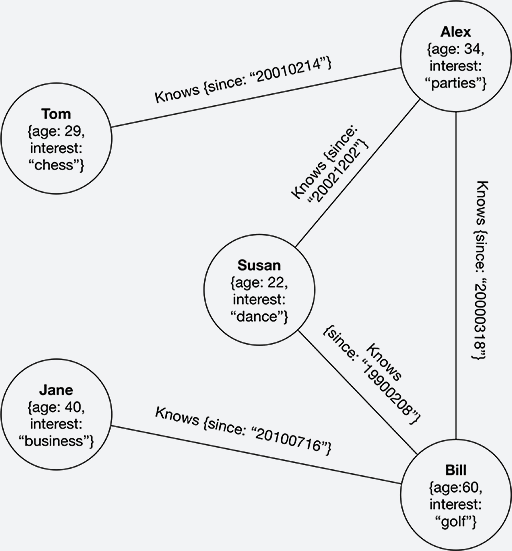 Alex
{age: 34,
interest:
“parties”}
Knows {since: “20010214”}
Tom
{age: 29,
interest:
“chess”}
Knows {since:
“20021202”}
Knows {since: “20000318”}
Susan
{age: 22,
interest:
“dance”}
Knows
{since: “19900208”}
Jane
{age: 40,
interest:
“business”}
Knows {since: “20100716”}
Bill
{age:60,
interest:
“golf”}